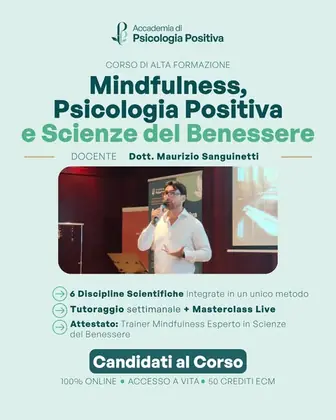 Accademia di
Psicologia Positiva
CORSO DI ALTA FORMAZIONE
Mindfulness,
Psicologia Positiva
e Scienze del Benessere
DOCENTE Dott. Maurizio Sanguinetti
6 Discipline Scientifiche integrate in un unico metodo
Tutoraggio settimanale + Masterclass Live
Attestato: Trainer Mindfulness Esperto in Scienze
del Benessere
Candidati al Corso
100% ONLINE • ACCESSO A VITA • 50 CREDITI ECM